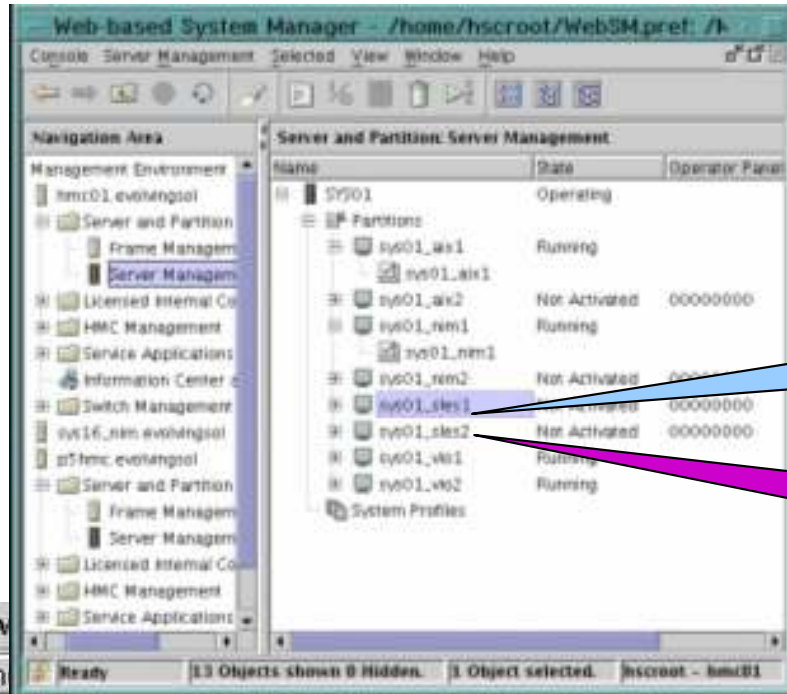 Web-based System Manager - /home/hscroot/WebSM.pref: /h
Console Server Management Selected View Window Help
Navigation Area
Management Environment
hmc01.evolvingsol
Server and Partition
Frame Managem
Server Managem
Licensed Internal Co
HMC Management
Service Applications
Information Center
Switch Management
sys16_nim.evolvingsol
p5hmc.evolvingsol
Server and Partition
Frame Managem
Server Managem
Licensed Internal Co
HMC Management
Service Applications
Server and Partition: Server Management
Name State Operator Panel
SYS01 Operating
Partitions
sys01_aix1 Running
sys01_aix1
sys01_aix2 Not Activated 00000000
sys01_nim1 Running
sys01_nim1
sys01_nim2 Not Activated 00000000
sys01_sles1 Not Activated 00000000
sys01_sles2 Not Activated 00000000
sys01_vio1 Running
sys01_vio2 Running
System Profiles
Ready 13 Objects shown 0 Hidden. 1 Object selected. hscroot - hmc01